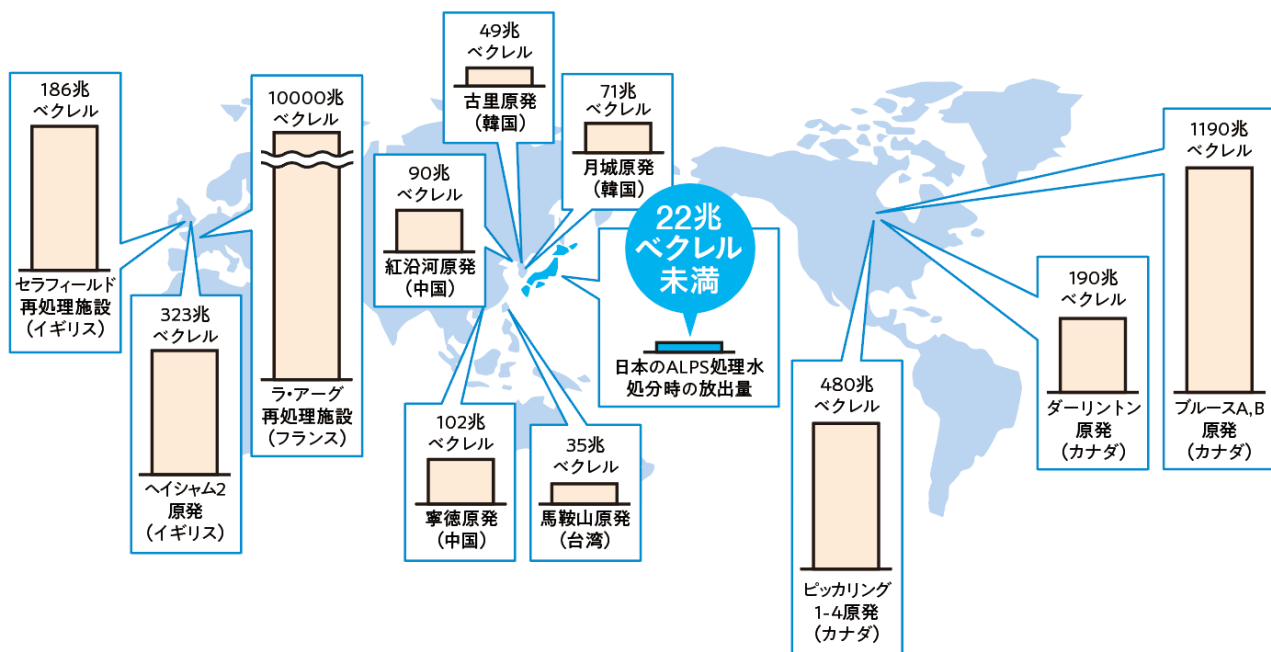 186兆
ベクレル
セラフィールド
再処理施設
(イギリス)
323兆
ベクレル
ヘイシャム2
原発
(イギリス)
10000兆
ベクレル
ラ・アーグ
再処理施設
(フランス)
49兆
ベクレル
古里原発
(韓国)
71兆
ベクレル
月城原発
(韓国)
90兆
ベクレル
紅沿河原発
(中国)
102兆
ベクレル
寧徳原発
(中国)
35兆
ベクレル
馬鞍山原発
(台湾)
22兆
ベクレル
未満
日本のALPS処理水
処分時の放出量
480兆
ベクレル
ピッカリング
1-4原発
(カナダ)
190兆
ベクレル
ダーリントン
原発
(カナダ)
1190兆
ベクレル
ブルースA,B
原発
(カナダ)